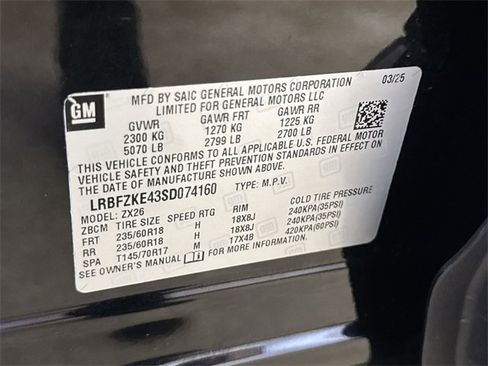 GM
MFD BY SAIC GENERAL MOTORS CORPORATION 03/25
LIMITED FOR GENERAL MOTORS LLC
GVWR GAWR FRT GAWR RR
2300 KG 1270 KG 1225 KG
5070 LB 2799 LB 2700 LB
THIS VEHICLE CONFORMS TO ALL APPLICABLE U.S. FEDERAL MOTOR
VEHICLE SAFETY AND THEFT PREVENTION STANDARDS IN EFFECT ON
THE DATE OF MANUFACTURE SHOWN ABOVE.
LRBFZKE43SD074160 TYPE: M.P.V.
MODEL: ZX26
ZBCM TIRE SIZE SPEED RTG RIM COLD TIRE PRESSURE
FRT 235/60R18 H 18X8J 240KPA(35PSI)
RR 235/60R18 H 18X8J 240KPA(35PSI)
SPA T145/70R17 M 17X4B 420KPA(60PSI)
SEE OWNER'S MANUAL FOR MORE INFORMATION.